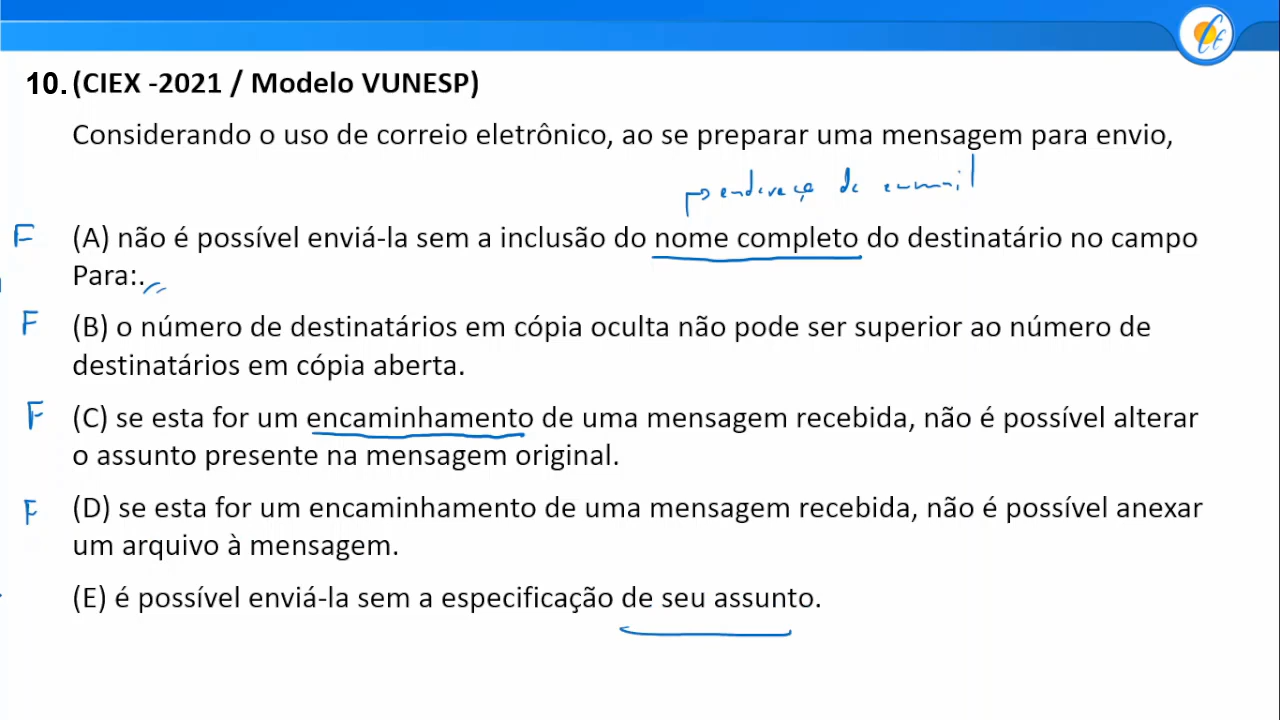 10. (CIEX -2021 / Modelo VUNESP)
Considerando o uso de correio eletrônico, ao se preparar uma mensagem para envio,
endereço de
F (A) não é possível enviá-la sem a inclusão do nome completo do destinatário no campo
Para:.
F (B) o número de destinatários em cópia oculta não pode ser superior ao número de
destinatários em cópia aberta.
F (C) se esta for um encaminhamento de uma mensagem recebida, não é possível alterar
o assunto presente na mensagem original.
F (D) se esta for um encaminhamento de uma mensagem recebida, não é possível anexar
um arquivo à mensagem.
(E) é possível enviá-la sem a especificação de seu assunto.